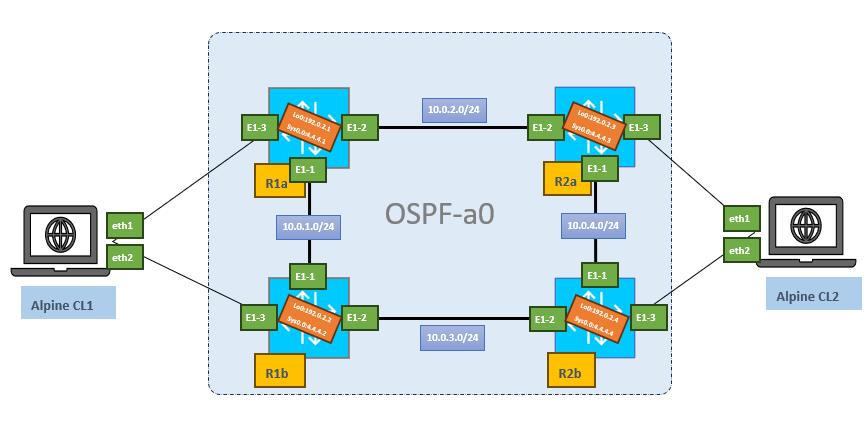 10.0.2.0/24
E1-3
Lo0:192.0.2.1
Sys0.0:4.4.4.1
E1-2
E1-2
Lo0:192.0.2.3
Sys0.0:4.4.4.3
E1-3
E1-1
E1-1
R1a
R2a
OSPF-a0
eth1
eth2
Alpine CL1
10.0.1.0/24
10.0.4.0/24
eth1
eth2
Alpine CL2
E1-1
E1-1
E1-3
Lo0:192.0.2.2
Sys0.0:4.4.4.2
E1-2
E1-2
Lo0:192.0.2.4
Sys0.0:4.4.4.4
E1-3
10.0.3.0/24
R1b
R2b